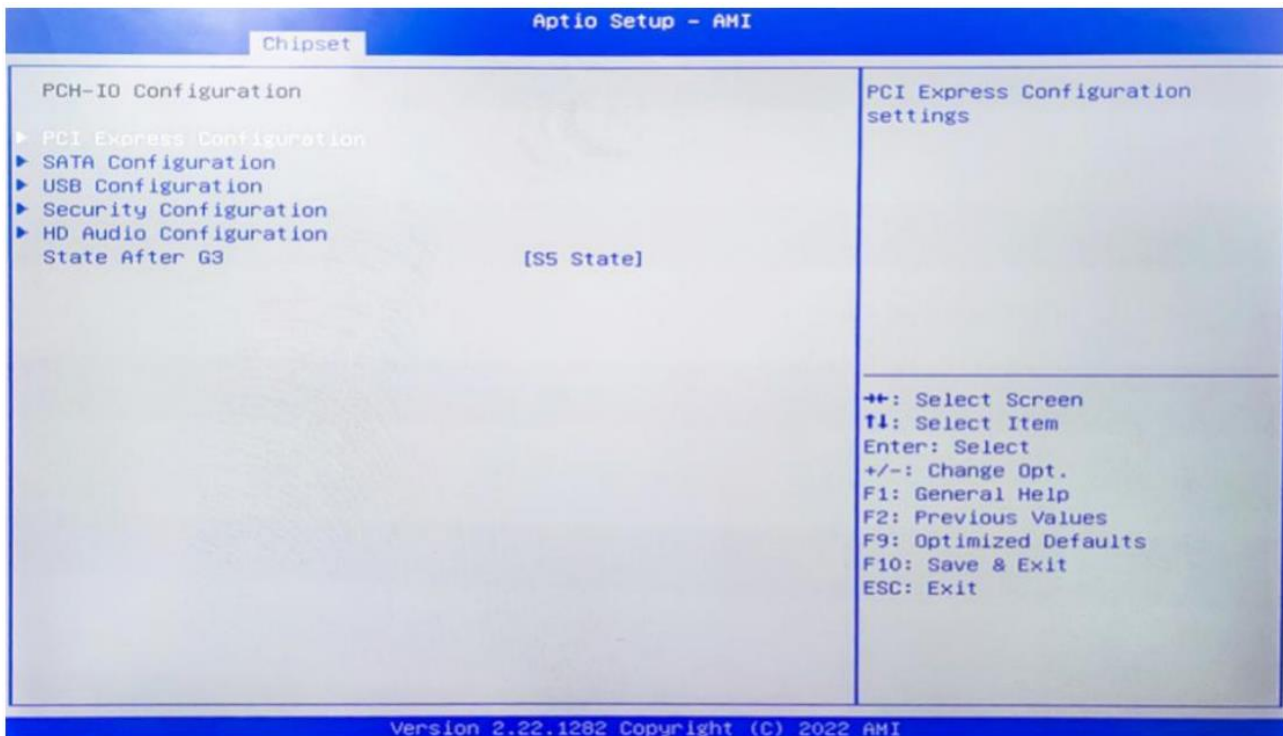 Aptio Setup - AMI
Chipset
PCH-IO Configuration
▶ PCI Express Configuration
▶ SATA Configuration
▶ USB Configuration
▶ Security Configuration
▶ HD Audio Configuration
State After G3 [S5 State]
PCI Express Configuration
settings
→←: Select Screen
↑↓: Select Item
Enter: Select
+/-: Change Opt.
F1: General Help
F2: Previous Values
F9: Optimized Defaults
F10: Save & Exit
ESC: Exit
Version 2.22.1282 Copyright (C) 2022 AMI